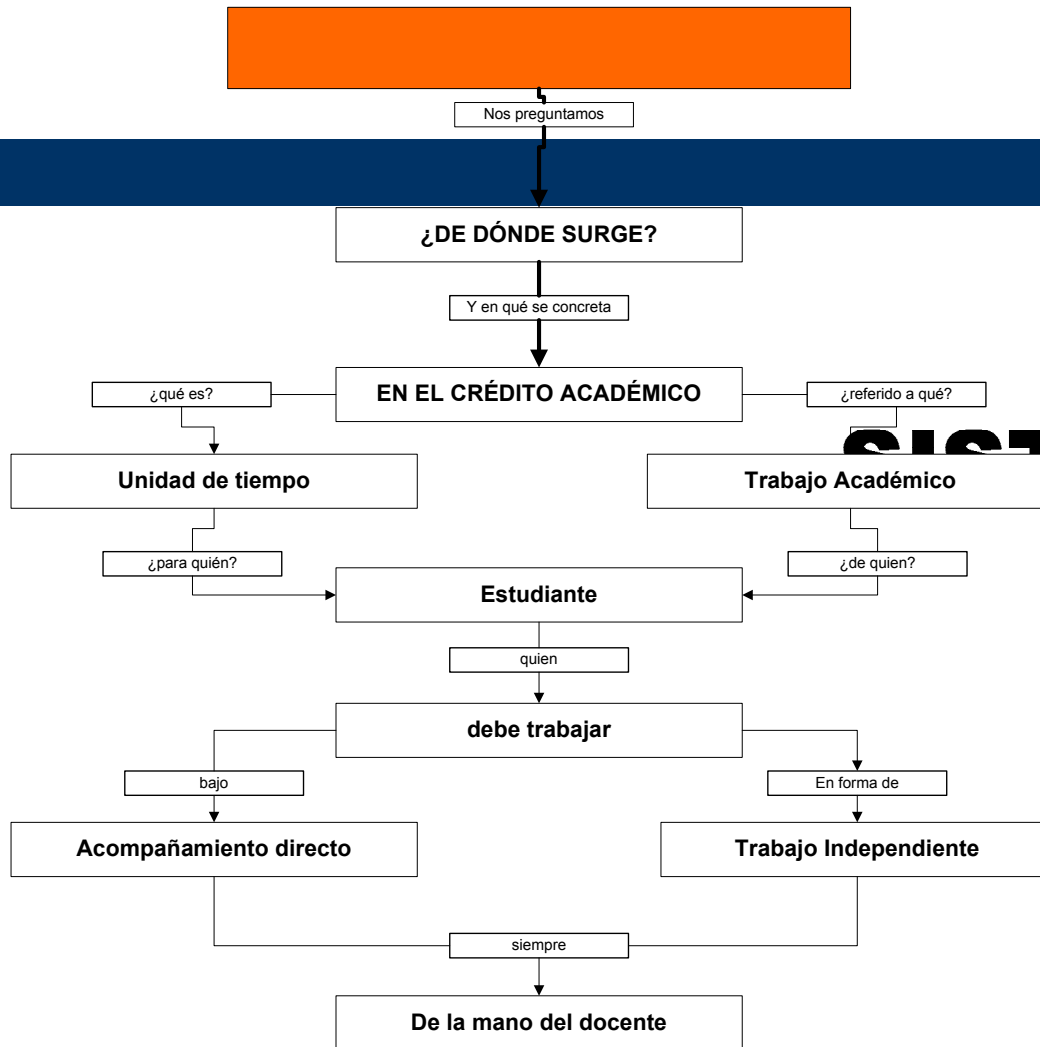 Nos preguntamos
¿DE DÓNDE SURGE?
Y en qué se concreta
EN EL CRÉDITO ACADÉMICO
¿qué es?
¿referido a qué?
Unidad de tiempo
Trabajo Académico
¿para quién?
¿de quien?
Estudiante
quien
debe trabajar
bajo
En forma de
Acompañamiento directo
Trabajo Independiente
siempre
De la mano del docente